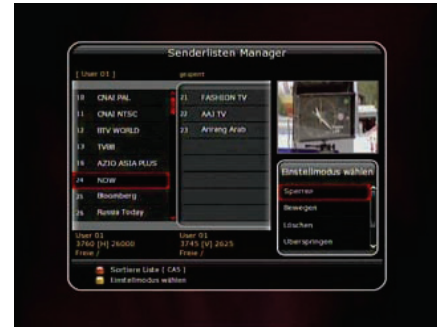 Senderlisten Manager
[ User 01 ]
gesperrt
10 CNAI PAL
11 CNAI NTSC
12 BTV WORLD
13 TVBI
19 AZIO ASIA PLUS
24 NOW
25 Bloomberg
26 Russia Today
21 FASHION TV
22 AAJ TV
23 Arirang Arab
Einstellmodus wählen
Sperren
Bewegen
Löschen
Überspringen
User 01
3760 [H] 26000
Freie /
User 01
3745 [V] 2625
Freie /
Sortiere Liste [ CAS ]
Einstellmodus wählen